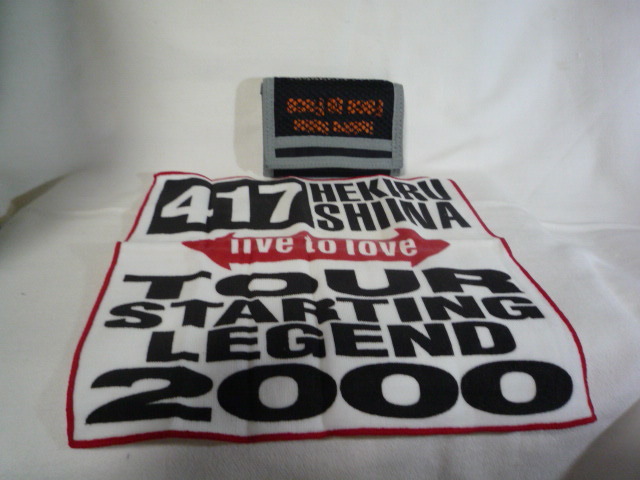 417 HEKIRU SHIINA
live to love
TOUR
STARTING
LEGEND
2000